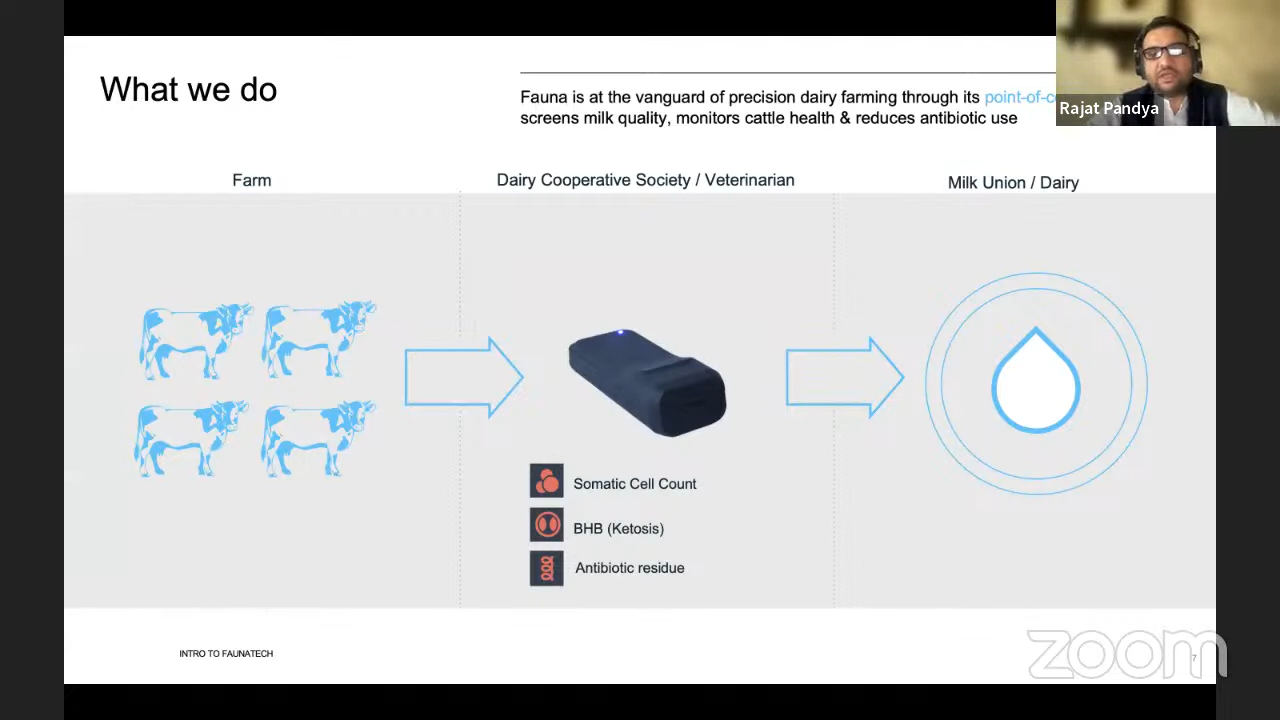 What we do
Fauna is at the vanguard of precision dairy farming through its
screens milk quality, monitors cattle health & reduces antibiotic use
Rajat Pandya
Farm
Dairy Cooperative Society / Veterinarian
Milk Union / Dairy
Somatic Cell Count
BHB (Ketosis)
Antibiotic residue
INTRO TO FAUNATECH
zoom
7